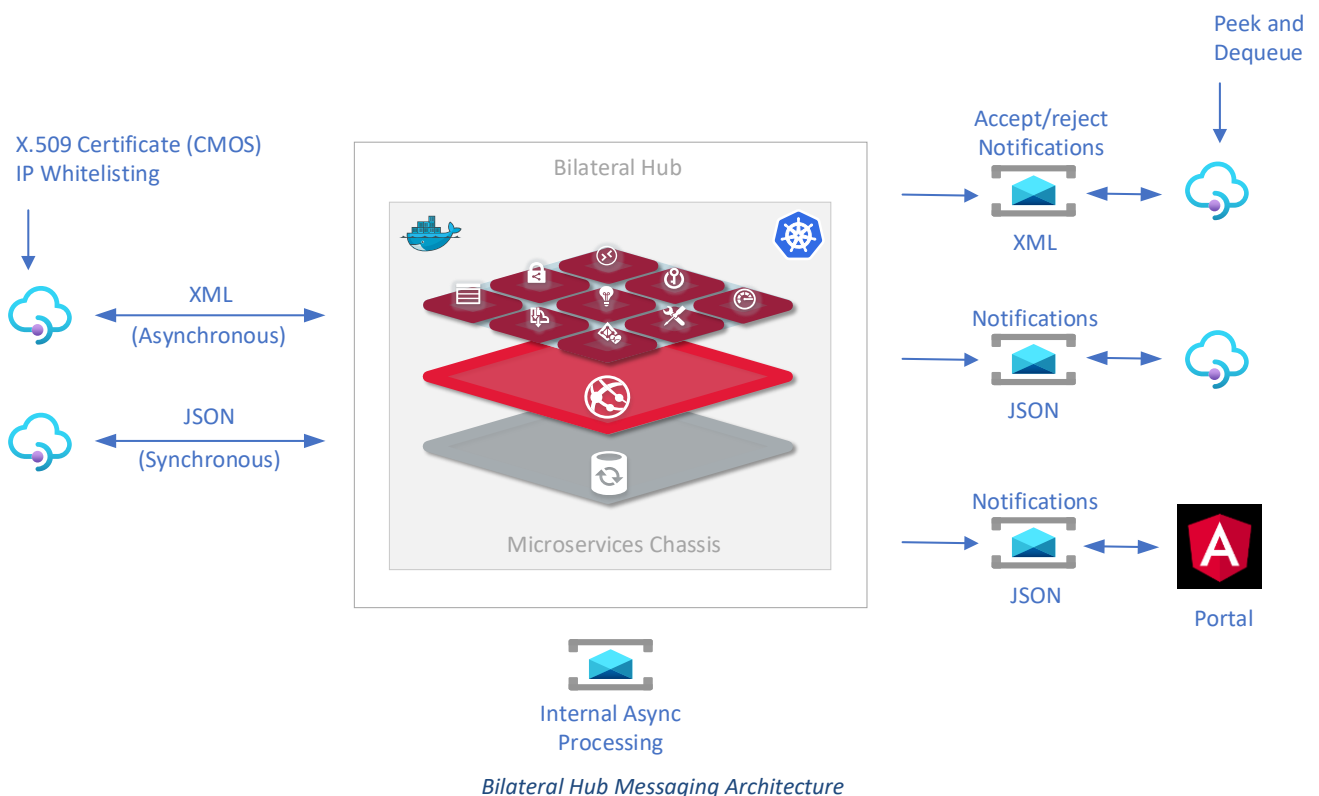 Peek and
Dequeue
X.509 Certificate (CMOS)
IP Whitelisting
Accept/reject
Notifications
Bilateral Hub
XML
XML
(Asynchronous)
Notifications
JSON
JSON
(Synchronous)
Notifications
A
Microservices Chassis
JSON
Portal
Internal Async
Processing
Bilateral Hub Messaging Architecture